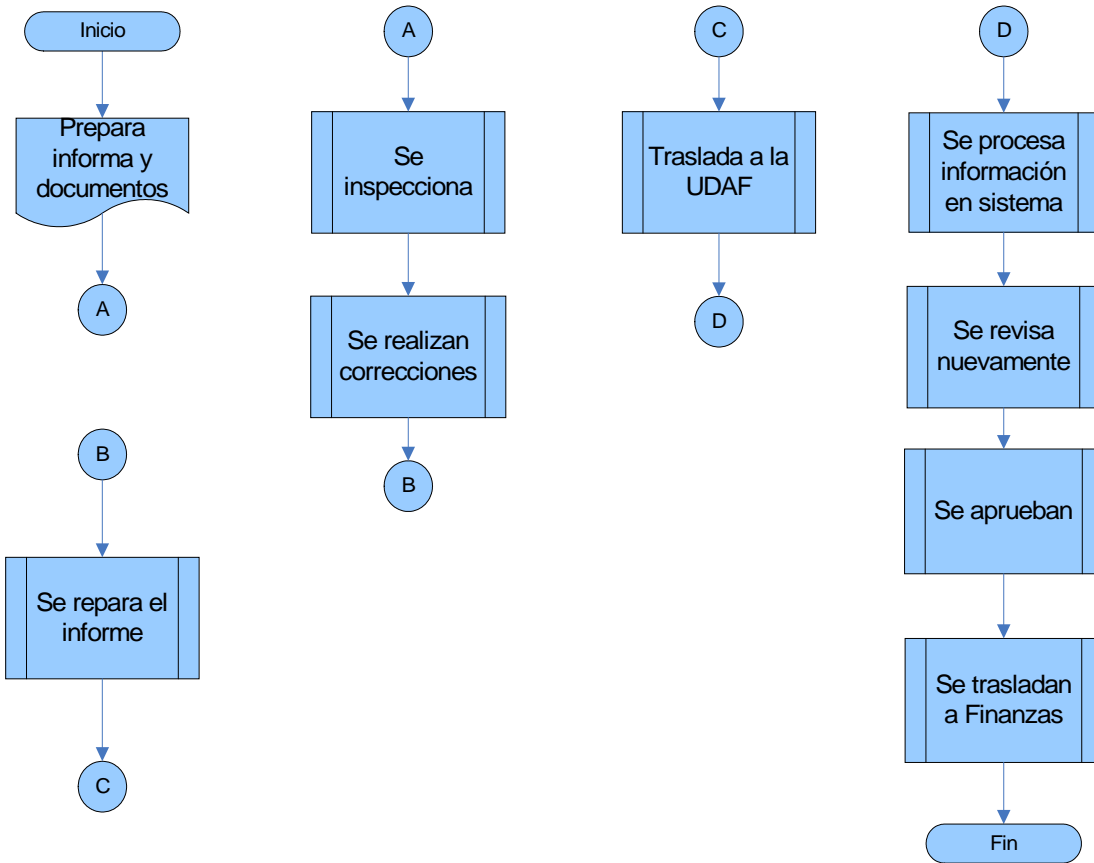 Inicio
Prepara
informa y
documentos
A
B
Se repara el
informe
C
A
Se
inspecciona
Se realizan
correcciones
B
C
Traslada a la
UDAF
D
D
Se procesa
información
en sistema
Se revisa
nuevamente
Se aprueban
Se trasladan
a Finanzas
Fin